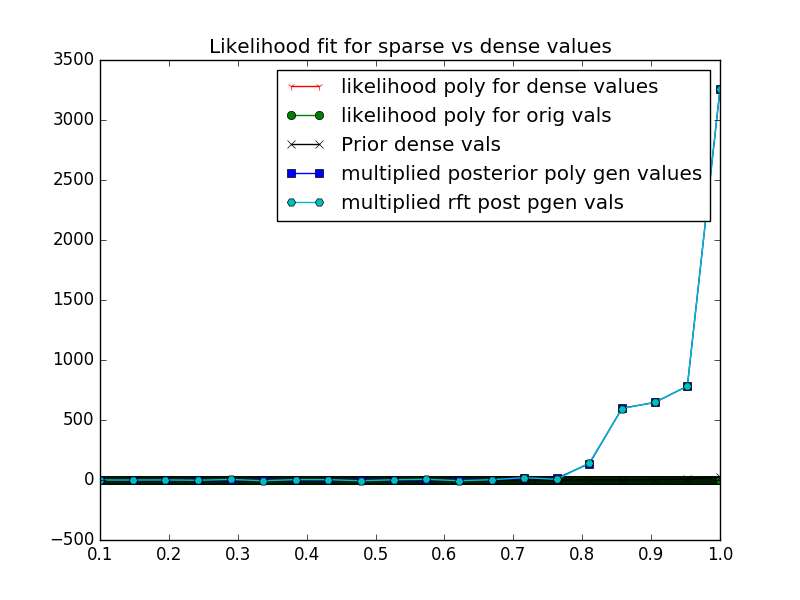 Likelihood fit for sparse vs dense values
3500
3000
2500
2000
1500
1000
500
0
−500
likelihood poly for dense values
likelihood poly for orig vals
Prior dense vals
multiplied posterior poly gen values
multiplied rft post pgen vals
0.1 0.2 0.3 0.4 0.5 0.6 0.7 0.8 0.9 1.0